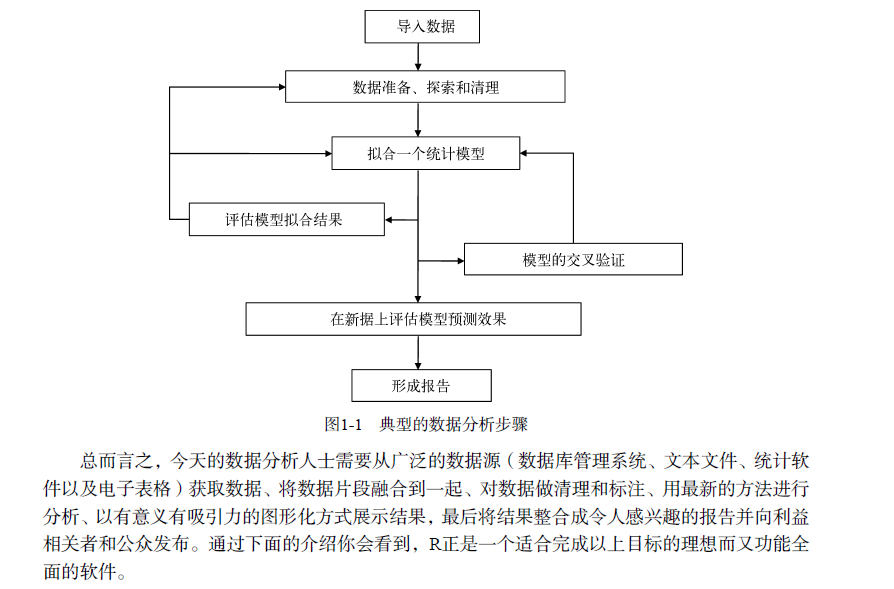 导入数据
数据准备、探索和清理
拟合一个统计模型
评估模型拟合结果
模型的交叉验证
在新据上评估模型预测效果
形成报告
图1-1 典型的数据分析步骤
总而言之，今天的数据分析人士需要从广泛的数据源（数据库管理系统、文本文件、统计软
件以及电子表格）获取数据、将数据片段融合到一起、对数据做清理和标注、用最新的方法进行
分析、以有意义有吸引力的图形化方式展示结果，最后将结果整合成令人感兴趣的报告并向利益
相关者和公众发布。通过下面的介绍你会看到，R正是一个适合完成以上目标的理想而又功能全
面的软件。